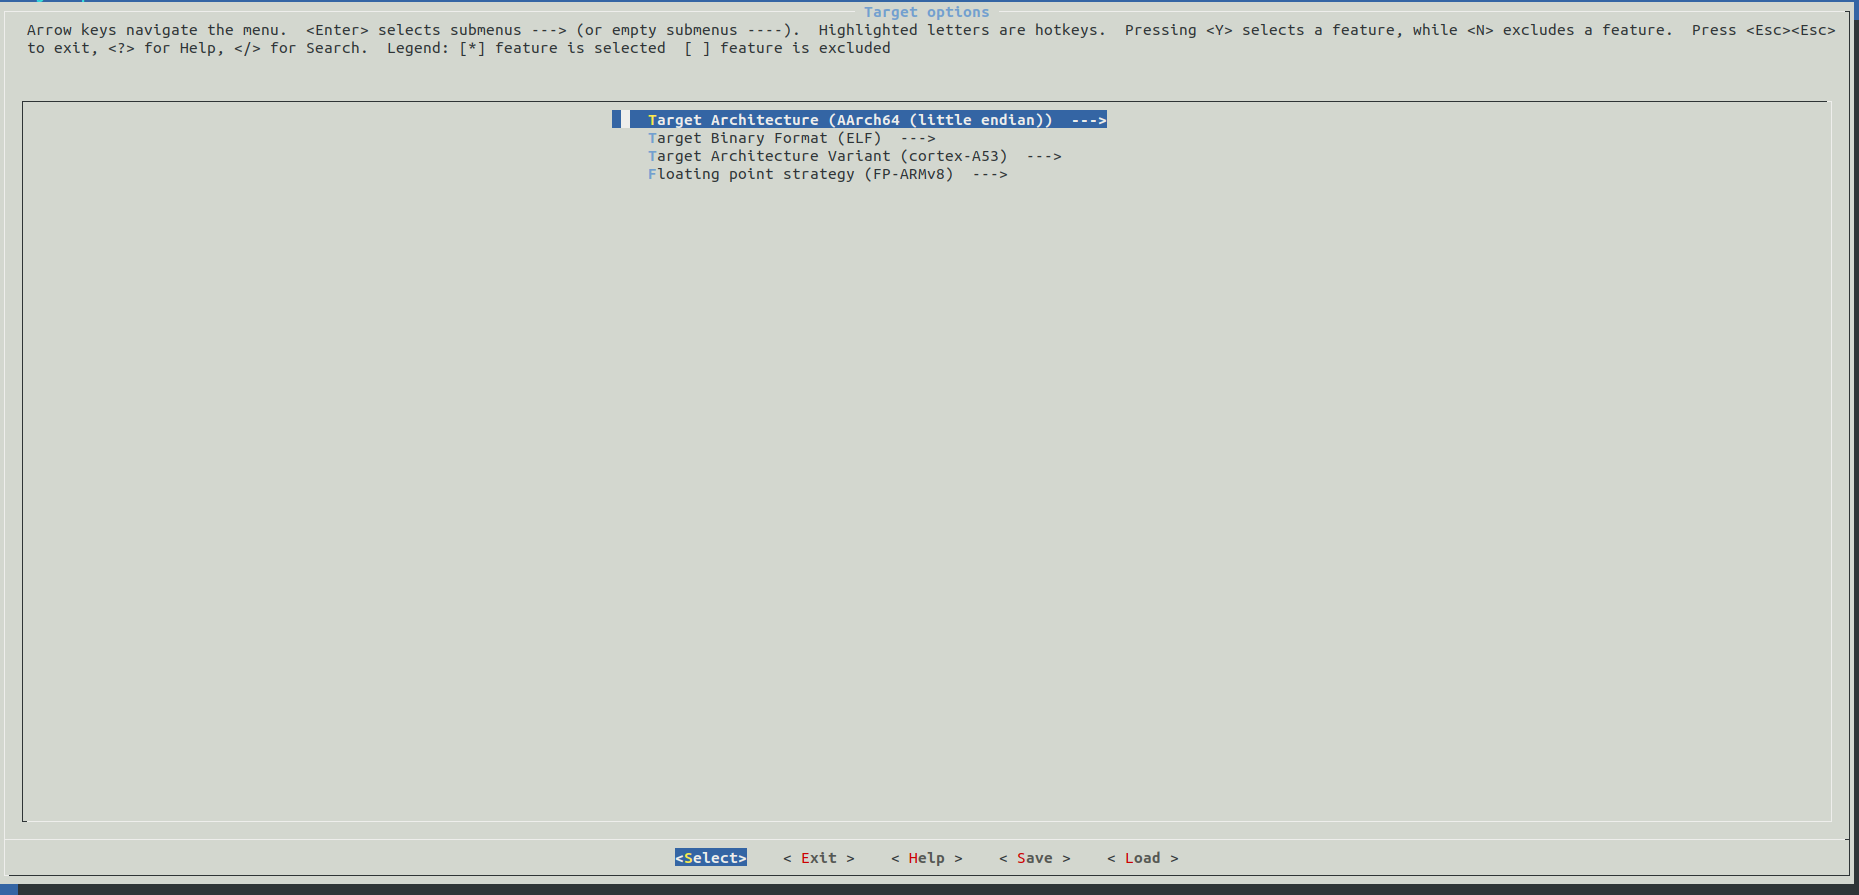 Target options
Arrow keys navigate the menu.  <Enter> selects submenus ---> (or empty submenus ----).  Highlighted letters are hotkeys.  Pressing <Y> selects a feature, while <N> excludes a feature.  Press <Esc><Esc>
to exit, <?> for Help, </> for Search.  Legend: [*] feature is selected  [ ] feature is excluded
Target Architecture (AArch64 (little endian))  --->
Target Binary Format (ELF)  --->
Target Architecture Variant (cortex-A53)  --->
Floating point strategy (FP-ARMv8)  --->
<Select>    < Exit >    < Help >    < Save >    < Load >